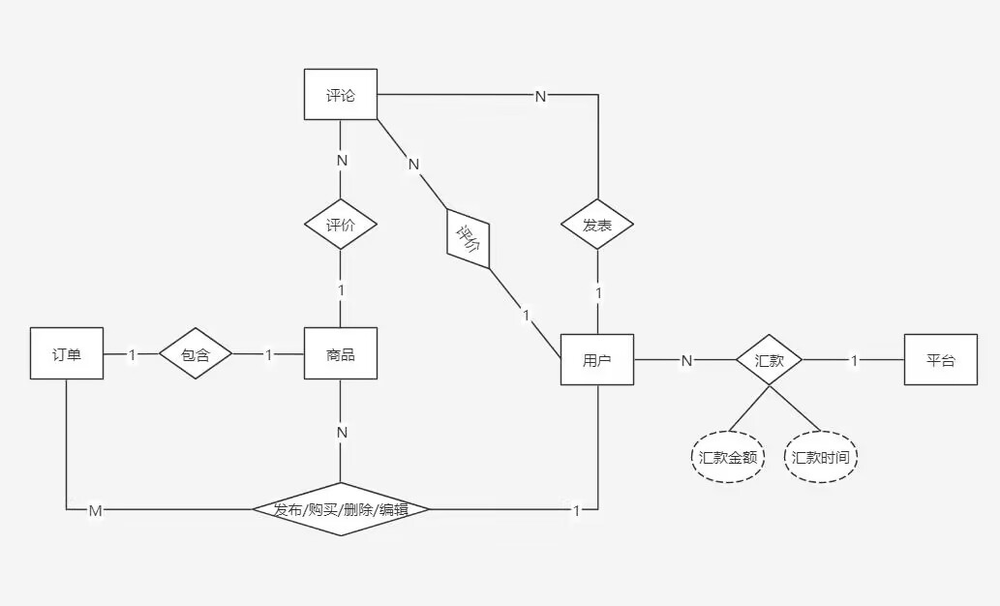 评论
N
N
N
评价
评价
发表
1
1
1
订单
1
包含
1
商品
用户
N
汇款
1
平台
N
汇款金额
汇款时间
M
发布/购买/删除/编辑
1